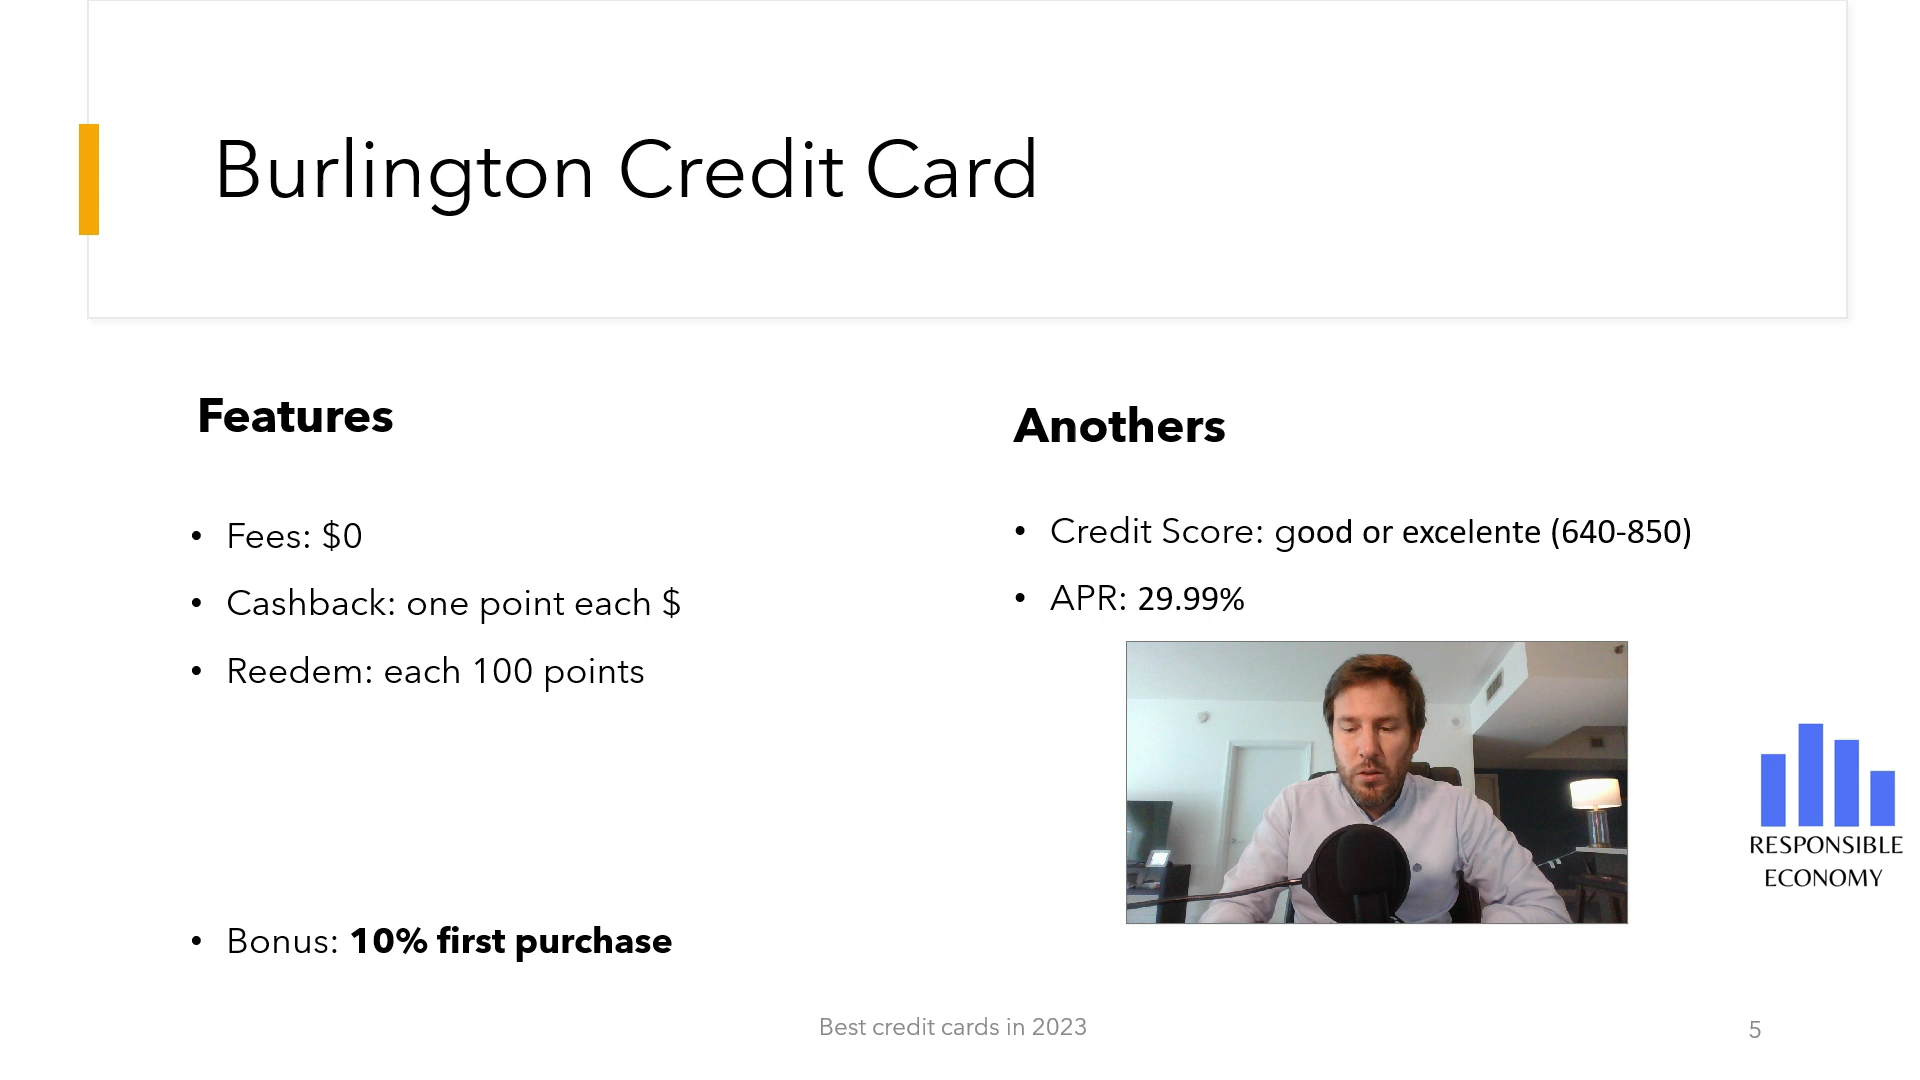 Burlington Credit Card
Features
• Fees: $0
• Cashback: one point each $
• Reedem: each 100 points
• Bonus: 10% first purchase
Anothers
• Credit Score: good or excelente (640-850)
• APR: 29.99%
RESPONSIBLE
ECONOMY
Best credit cards in 2023
5